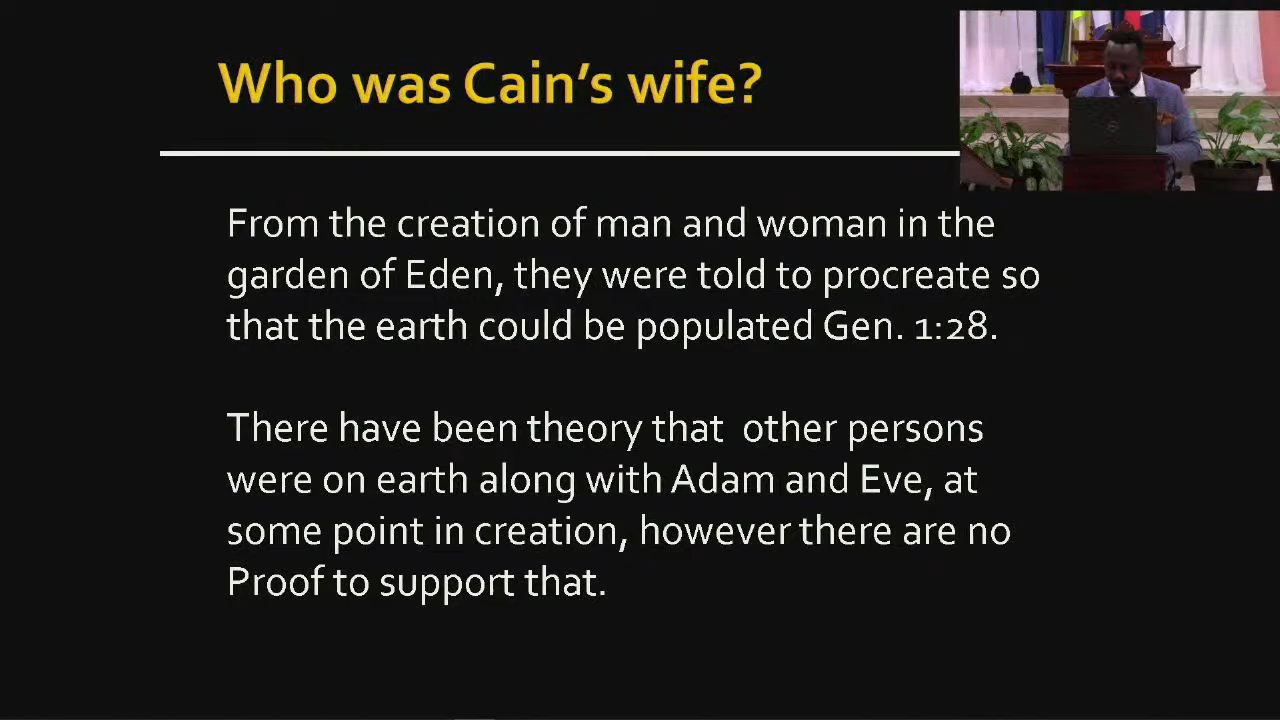 Who was Cain’s wife?
From the creation of man and woman in the
garden of Eden, they were told to procreate so
that the earth could be populated Gen. 1:28.
There have been theory that  other persons
were on earth along with Adam and Eve, at
some point in creation, however there are no
Proof to support that.